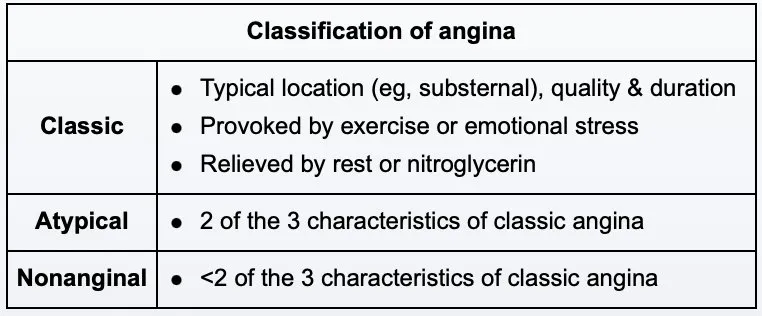 Classification of angina
Classic
● Typical location (eg, substernal), quality & duration
● Provoked by exercise or emotional stress
● Relieved by rest or nitroglycerin
Atypical
● 2 of the 3 characteristics of classic angina
Nonanginal
● <2 of the 3 characteristics of classic angina